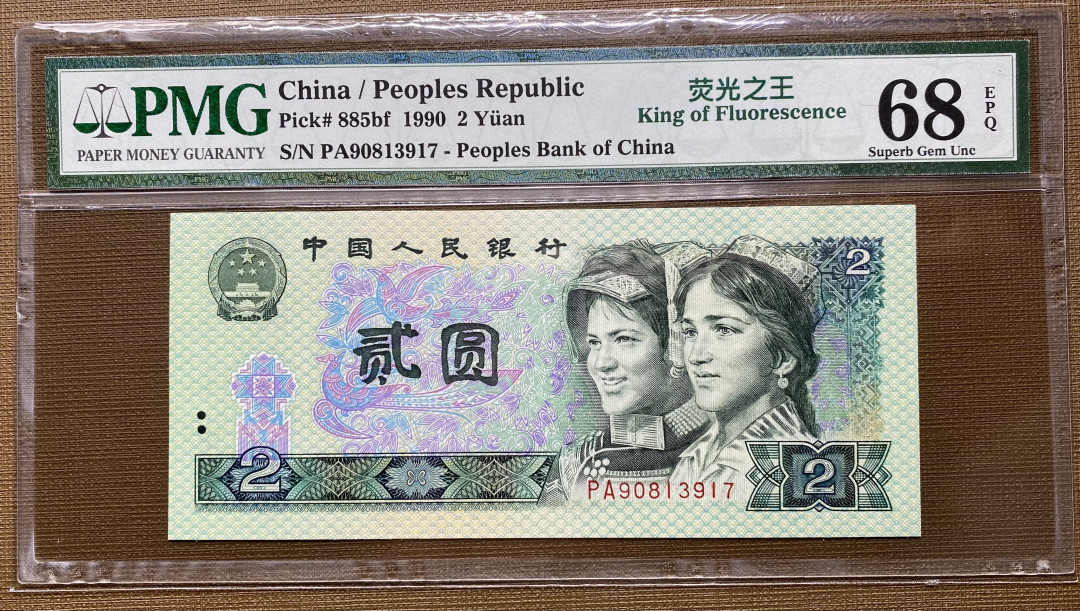 PMG
PAPER MONEY GUARANTY
China / Peoples Republic
Pick# 885bf 1990 2 Yüan
S/N PA90813917 - Peoples Bank of China
荧光之王
King of Fluorescence
68
EPQ
Superb Gem Unc
中国人民银行
2
贰圆
2
PA90813917
2